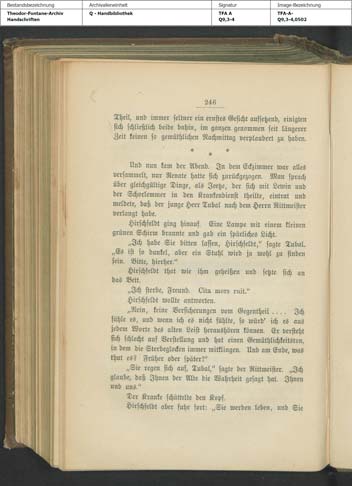 Bestandsbezeichnung
Archivalieneinheit
Signatur
Image-Bezeichnung
Theodor-Fontane-Archiv
Handschriften
Q - Handbibliothek
TFA A
Q9,3-4
TFA-A-
Q9,3-4,0502
246
Theil, und immer seltner ein ernstes Gesicht aufsetzend, einigten
sich schließlich beide dahin, im ganzen genommen seit längerer
Zeit keinen so gemüthlichen Nachmittag verplaudert zu haben.
* * *
Und nun kam der Abend. In dem Eckzimmer war alles
versammelt, nur Renate hatte sich zurückgezogen. Man sprach
über gleichgültige Dinge, als Jeetze, der sich mit Lewin und
der Schorlemmer in den Krankendienst theilte, eintrat und
meldete, daß der junge Herr Tubal nach dem Herrn Rittmeister
verlangt habe.
Hirschfeldt ging hinauf. Eine Lampe mit einem kleinen
grünen Schirm brannte und gab ein spärliches Licht.
„Ich habe Sie bitten lassen, Hirschfeldt,“ sagte Tubal.
„Es ist so dunkel, aber ein Stuhl wird ja wohl zu finden
sein. Bitte, hierher.“
Hirschfeldt that wie ihm geheißen und setzte sich an
das Bett.
„Ich sterbe, Freund. Cita mors ruit.“
Hirschfeldt wollte antworten.
„Nein, keine Versicherungen vom Gegentheil .... Ich
fühle es, und wenn ich es nicht fühlte, so würd' ich es aus
jedem Worte des alten Leist heraushören können. Er versteht
sich schlecht auf Verstellung und hat einen Gemüthlichkeitston,
in dem die Sterbeglocken immer mitklingen. Und am Ende, was
that es? Früher oder später?“
„Sie regen sich auf, Tubal,“ sagte der Rittmeister. „Ich
glaube, daß Ihnen der Alte die Wahrheit gesagt hat. Ihnen
und uns.“
Der Kranke schüttelte den Kopf.
Hirschfeldt aber fuhr fort: „Sie werden leben, und Sie